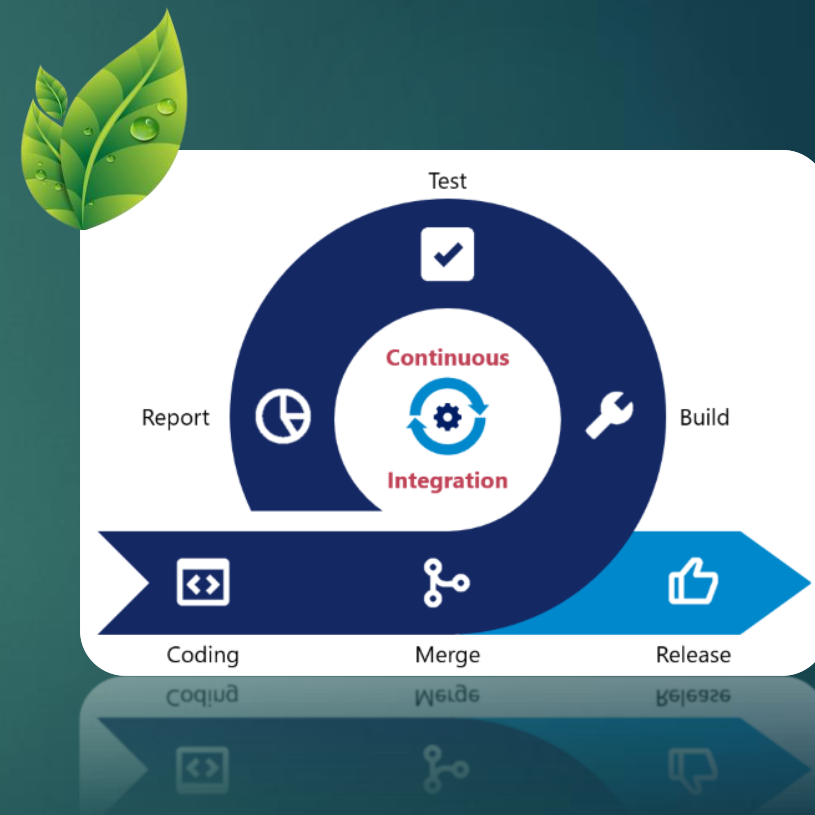 Test
Continuous
Report
Build
Integration
Coding
Merge
Release